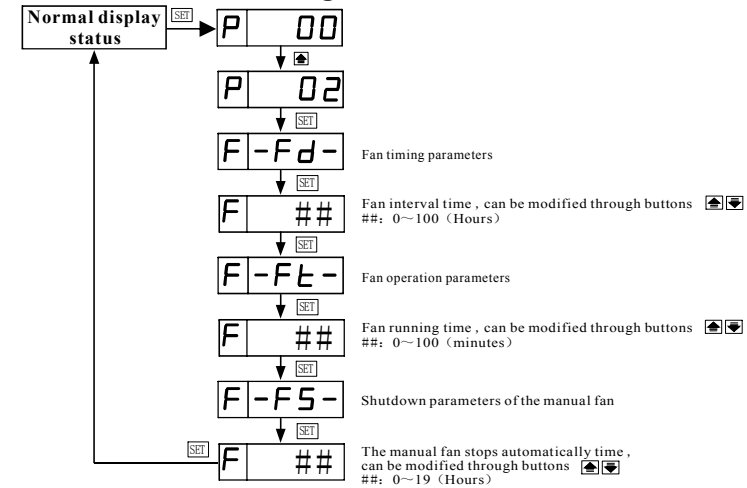 Normal display
status
SET
P 00
P 02
SET
F -Fd-
Fan timing parameters
SET
F ##
Fan interval time , can be modified through buttons
##: 0～100（Hours）
SET
F -Ft-
Fan operation parameters
SET
F ##
Fan running time , can be modified through buttons
##: 0～100（minutes）
SET
F -FS-
Shutdown parameters of the manual fan
SET
SET
F ##
The manual fan stops automatically time ,
can be modified through buttons
##: 0～19（Hours）